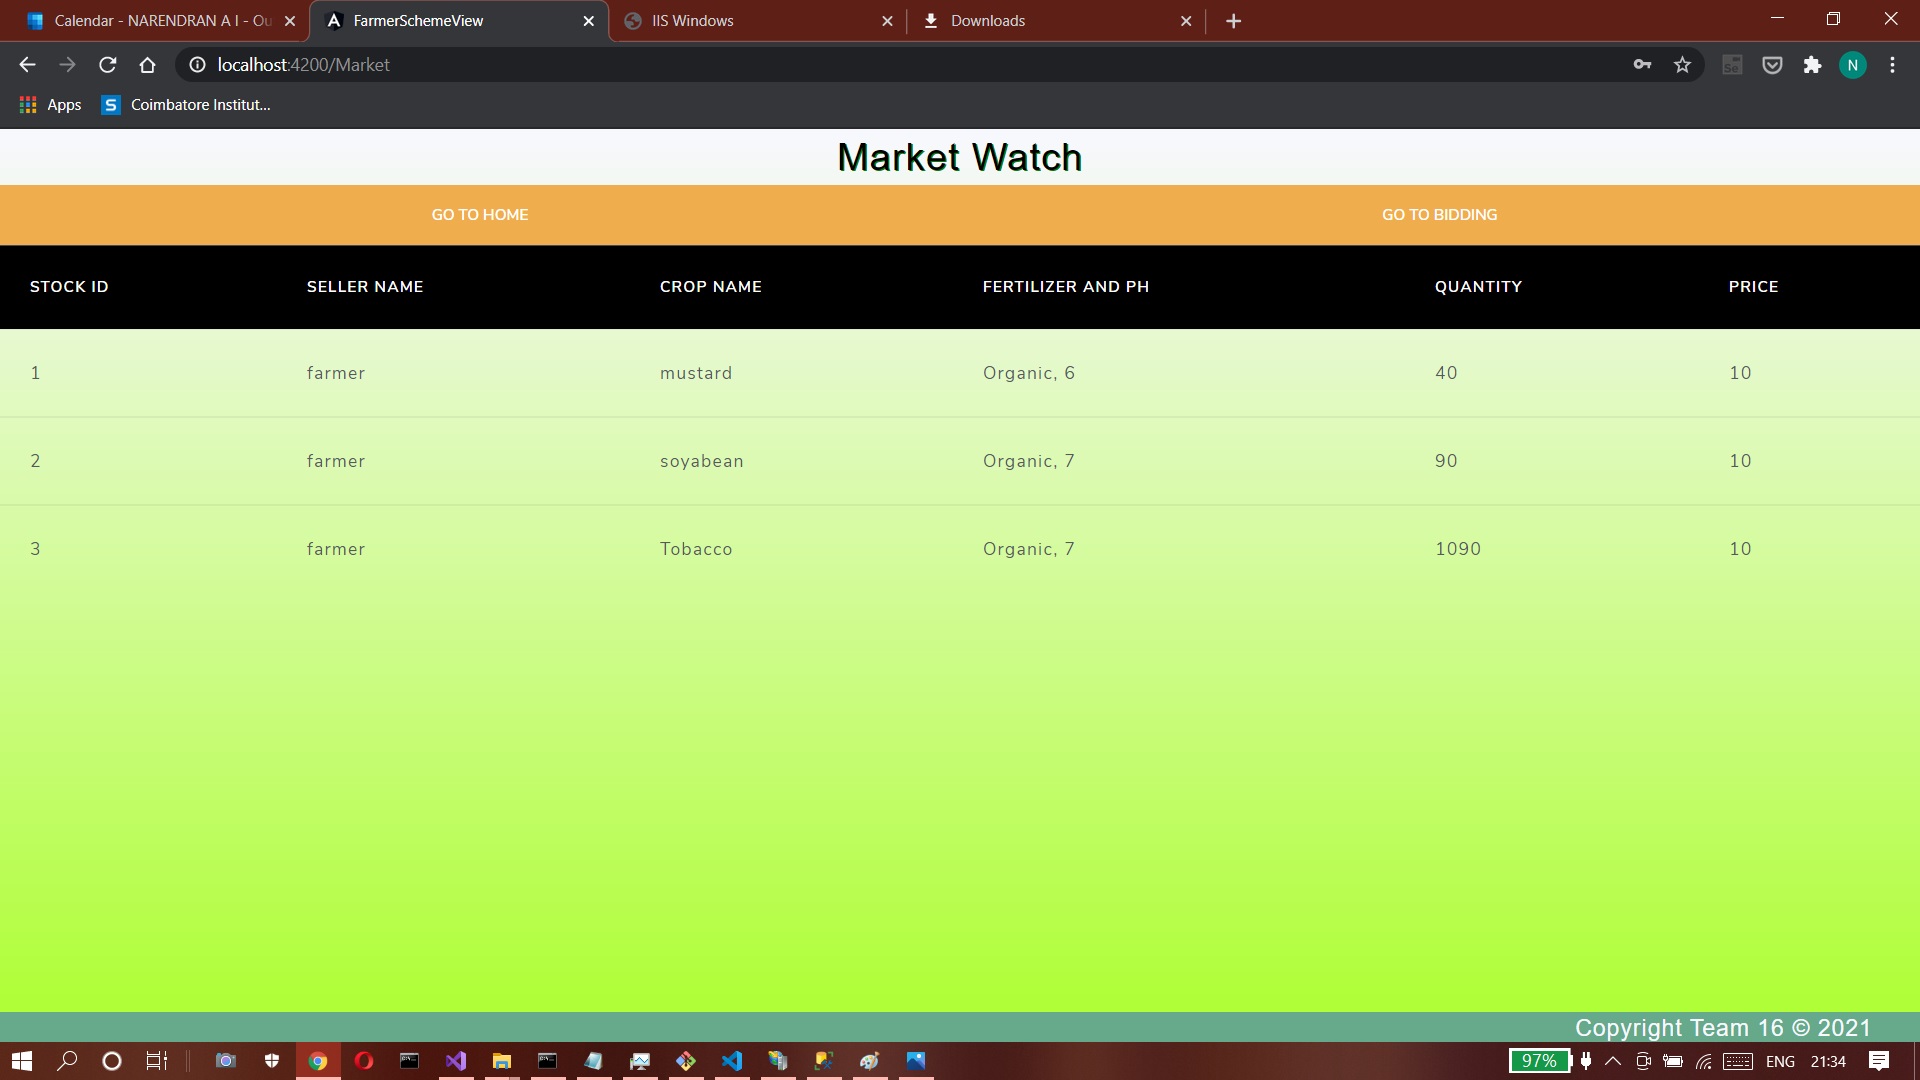 Calendar - NARENDRAN A I - Ou
FarmerSchemeView
IIS Windows
Downloads
localhost:4200/Market
Se
N
Apps
S
Coimbatore Institut...
Market Watch
GO TO HOME GO TO BIDDING
STOCK ID SELLER NAME CROP NAME FERTILIZER AND PH QUANTITY PRICE
1 farmer mustard Organic, 6 40 10
2 farmer soyabean Organic, 7 90 10
3 farmer Tobacco Organic, 7 1090 10
Copyright Team 16 © 2021
97% ENG 21:34